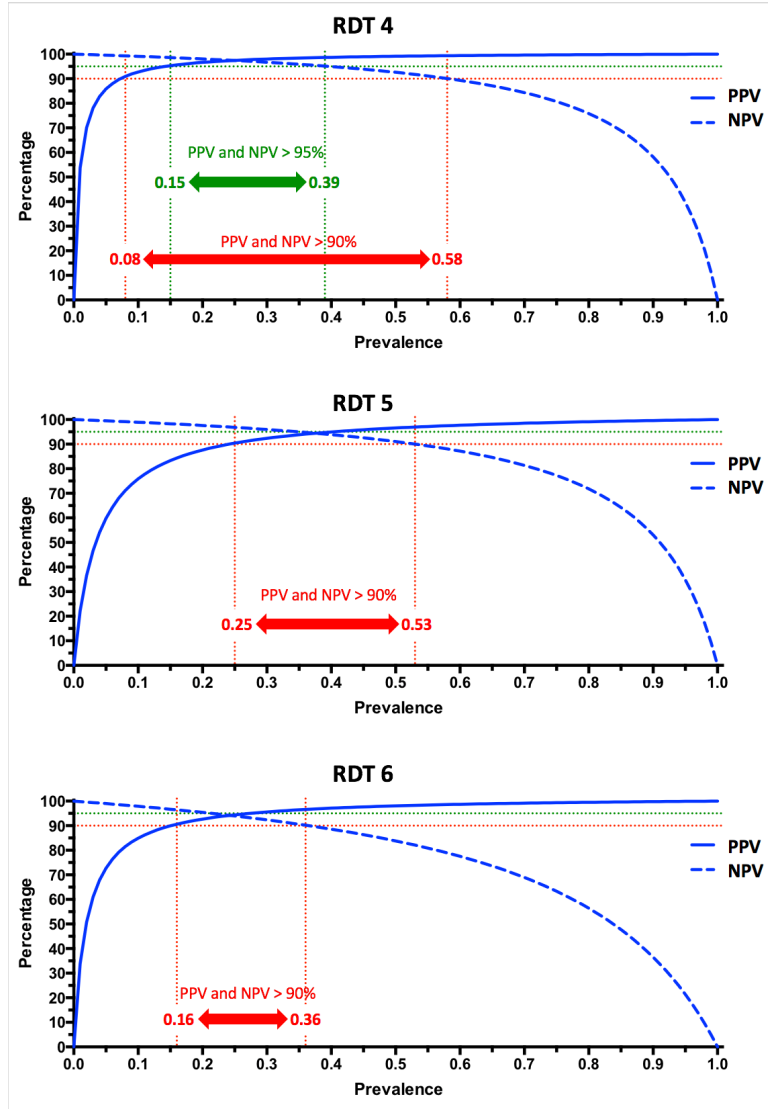 RDT 4
100
90
80
70
60
50
40
30
20
10
0
Percentage
PPV
NPV
PPV and NPV > 95%
0.15 0.39
PPV and NPV > 90%
0.08 0.58
0.0 0.1 0.2 0.3 0.4 0.5 0.6 0.7 0.8 0.9 1.0
Prevalence
RDT 5
100
90
80
70
60
50
40
30
20
10
0
Percentage
PPV
NPV
PPV and NPV > 90%
0.25 0.53
0.0 0.1 0.2 0.3 0.4 0.5 0.6 0.7 0.8 0.9 1.0
Prevalence
RDT 6
100
90
80
70
60
50
40
30
20
10
0
Percentage
PPV
NPV
PPV and NPV > 90%
0.16 0.36
0.0 0.1 0.2 0.3 0.4 0.5 0.6 0.7 0.8 0.9 1.0
Prevalence